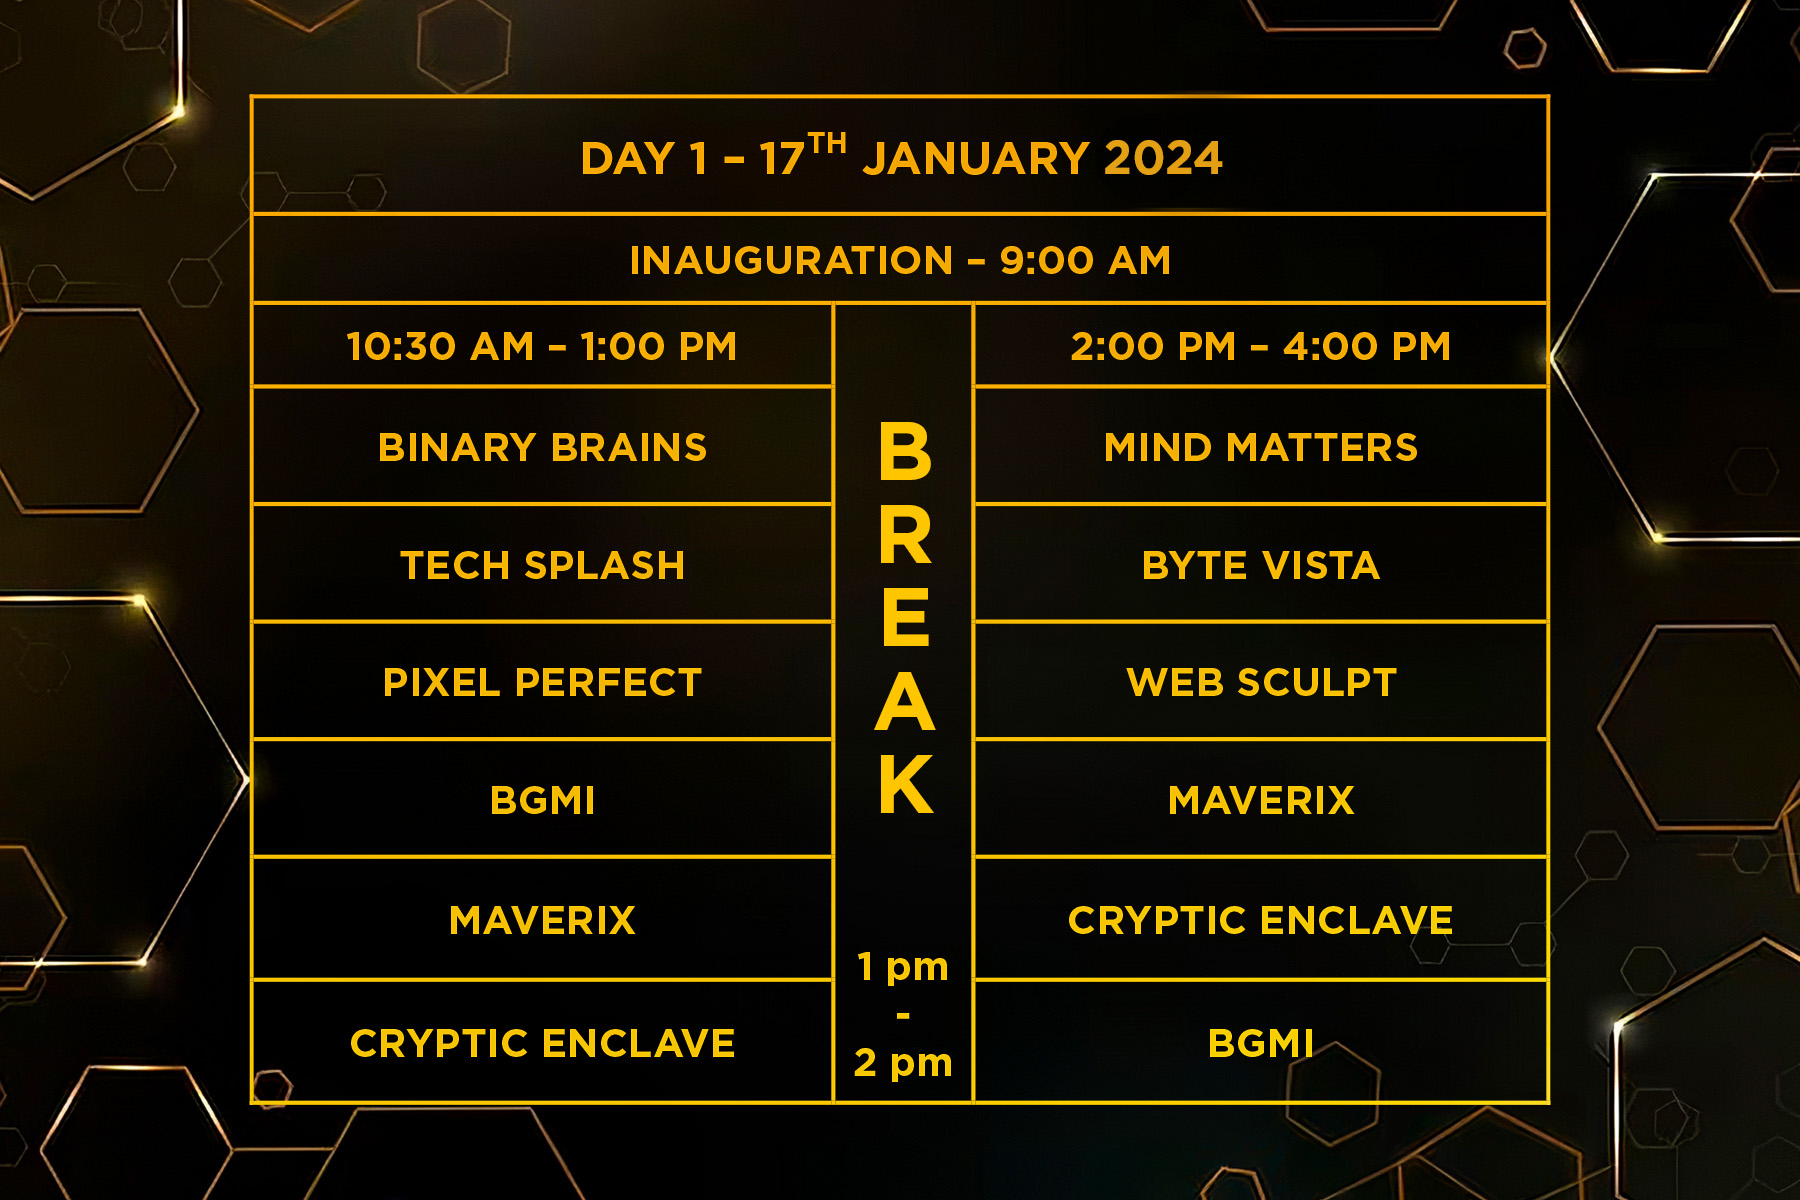 DAY 1 – 17TH JANUARY 2024
INAUGURATION – 9:00 AM
10:30 AM – 1:00 PM
BINARY BRAINS
TECH SPLASH
PIXEL PERFECT
BGMI
MAVERIX
CRYPTIC ENCLAVE
BREAK
1 pm
-
2 pm
2:00 PM – 4:00 PM
MIND MATTERS
BYTE VISTA
WEB SCULPT
MAVERIX
CRYPTIC ENCLAVE
BGMI